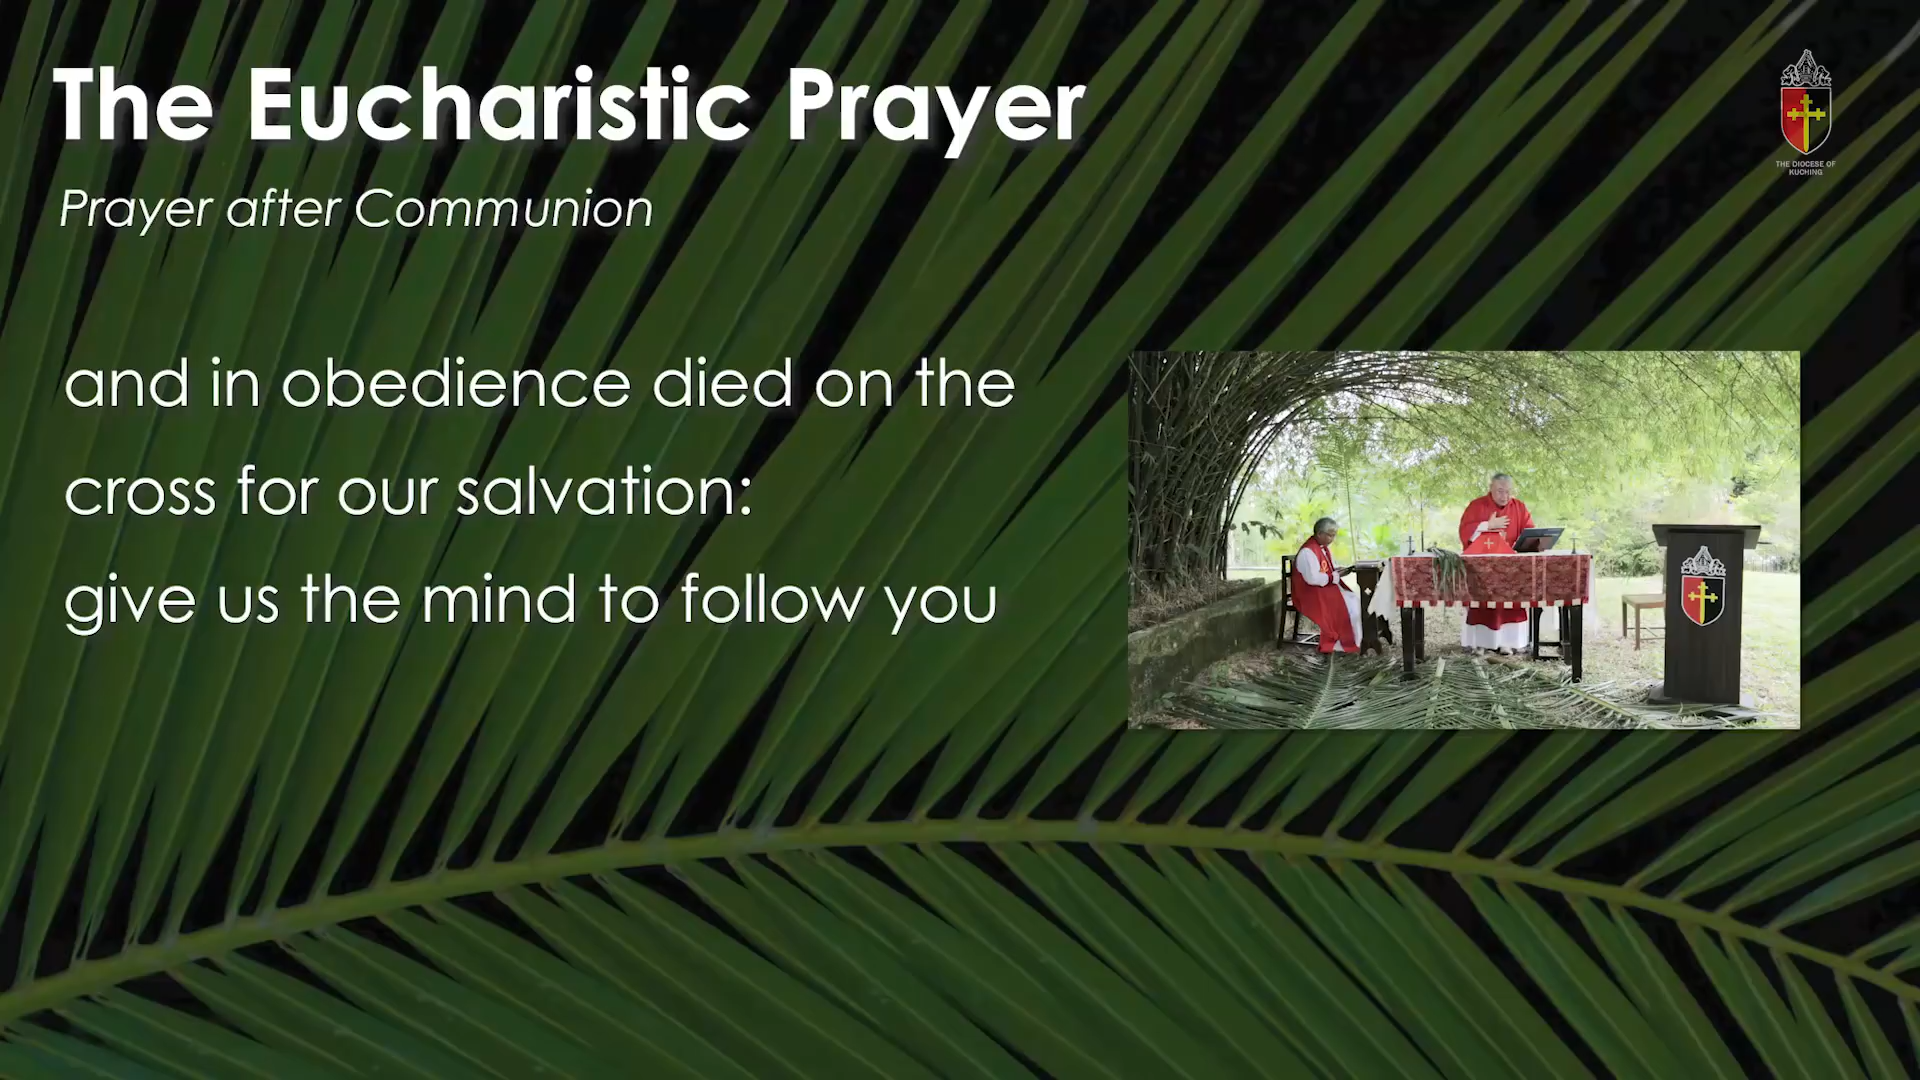 The Eucharistic Prayer
Prayer after Communion
and in obedience died on the
cross for our salvation:
give us the mind to follow you
THE DIOCESE OF
KUCHING